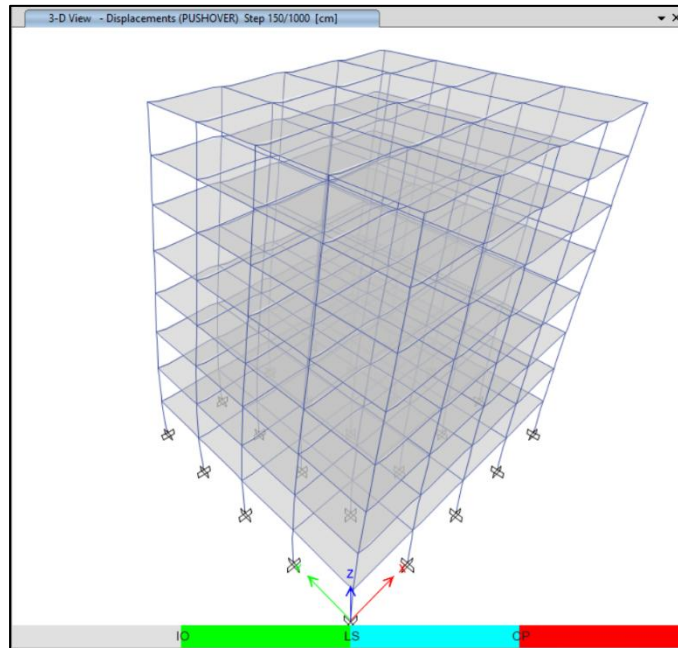 3-D View - Displacements (PUSHOVER) Step 150/1000 [cm]
Z
IO LS CP